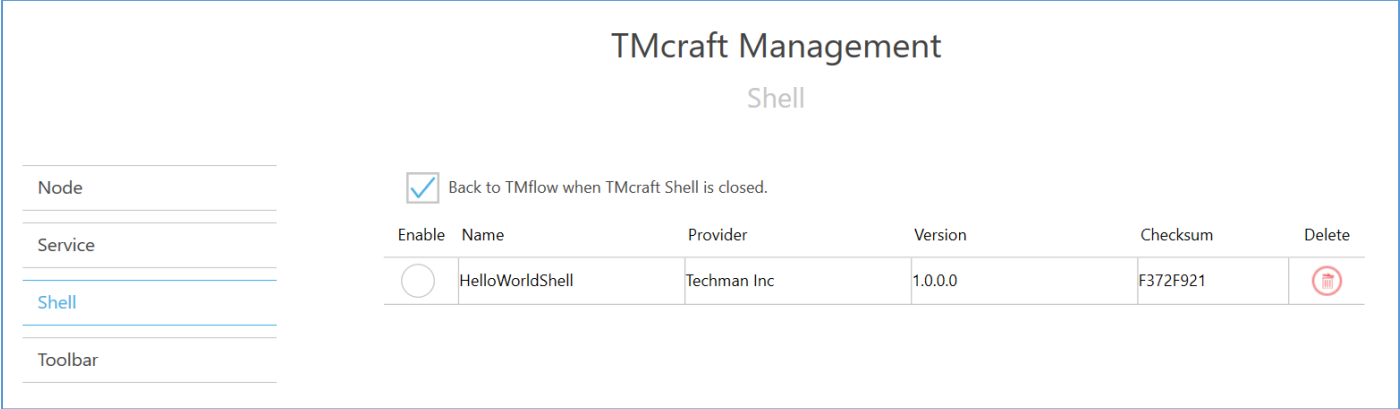 TMcraft Management
Shell
Node
Service
Shell
Toolbar
Back to TMflow when TMcraft Shell is closed.
Enable Name Provider Version Checksum Delete
HelloWorldShell Techman Inc 1.0.0.0 F372F921